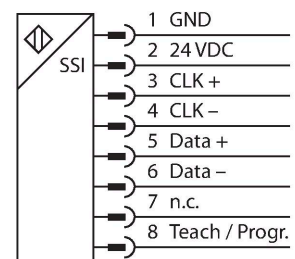 1 GND
2 24 VDC
SSI
3 CLK +
4 CLK –
5 Data +
6 Data –
7 n.c.
8 Teach / Progr.